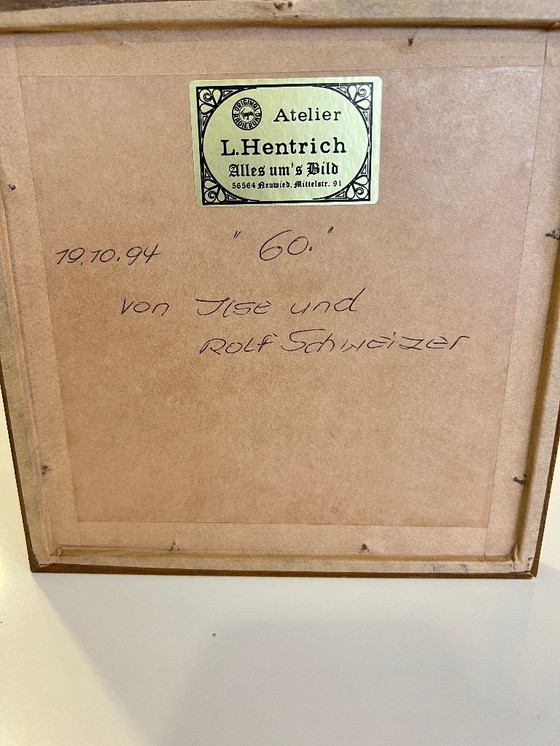 Atelier
L.Hentrich
Alles um's Bild
56564 Neuwied, Mittelstr. 91
19.10.94 "60."
von Ilse und
Rolf Schweizer